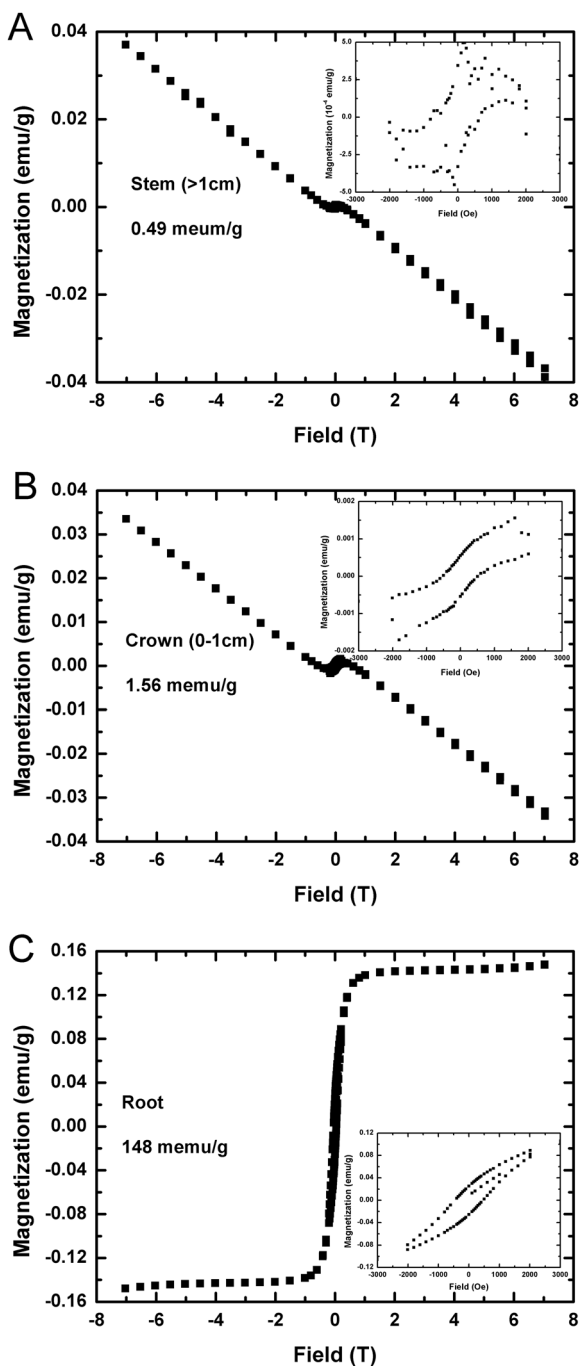 A
Magnetization (emu/g)
0.04
0.02
0.00
-0.02
-0.04
Stem (>1cm)
0.49 meum/g
-8 -6 -4 -2 0 2 4 6 8
Field (T)
Magnetization (10⁻⁴ emu/g)
5.0
2.5
0.0
-2.5
-5.0
-3000 -2000 -1000 0 1000 2000 3000
Field (Oe)
B
Magnetization (emu/g)
0.04
0.03
0.02
0.01
0.00
-0.01
-0.02
-0.03
-0.04
Crown (0-1cm)
1.56 memu/g
-8 -6 -4 -2 0 2 4 6 8
Field (T)
Magnetization (emu/g)
0.002
0.001
0.000
-0.001
-0.002
-3000 -2000 -1000 0 1000 2000 3000
Field (Oe)
C
Magnetization (emu/g)
0.16
0.12
0.08
0.04
0.00
-0.04
-0.08
-0.12
-0.16
Root
148 memu/g
-8 -6 -4 -2 0 2 4 6 8
Field (T)
Magnetization (emu/g)
0.12
0.08
0.04
0.00
-0.04
-0.08
-0.12
-3000 -2000 -1000 0 1000 2000 3000
Field (Oe)